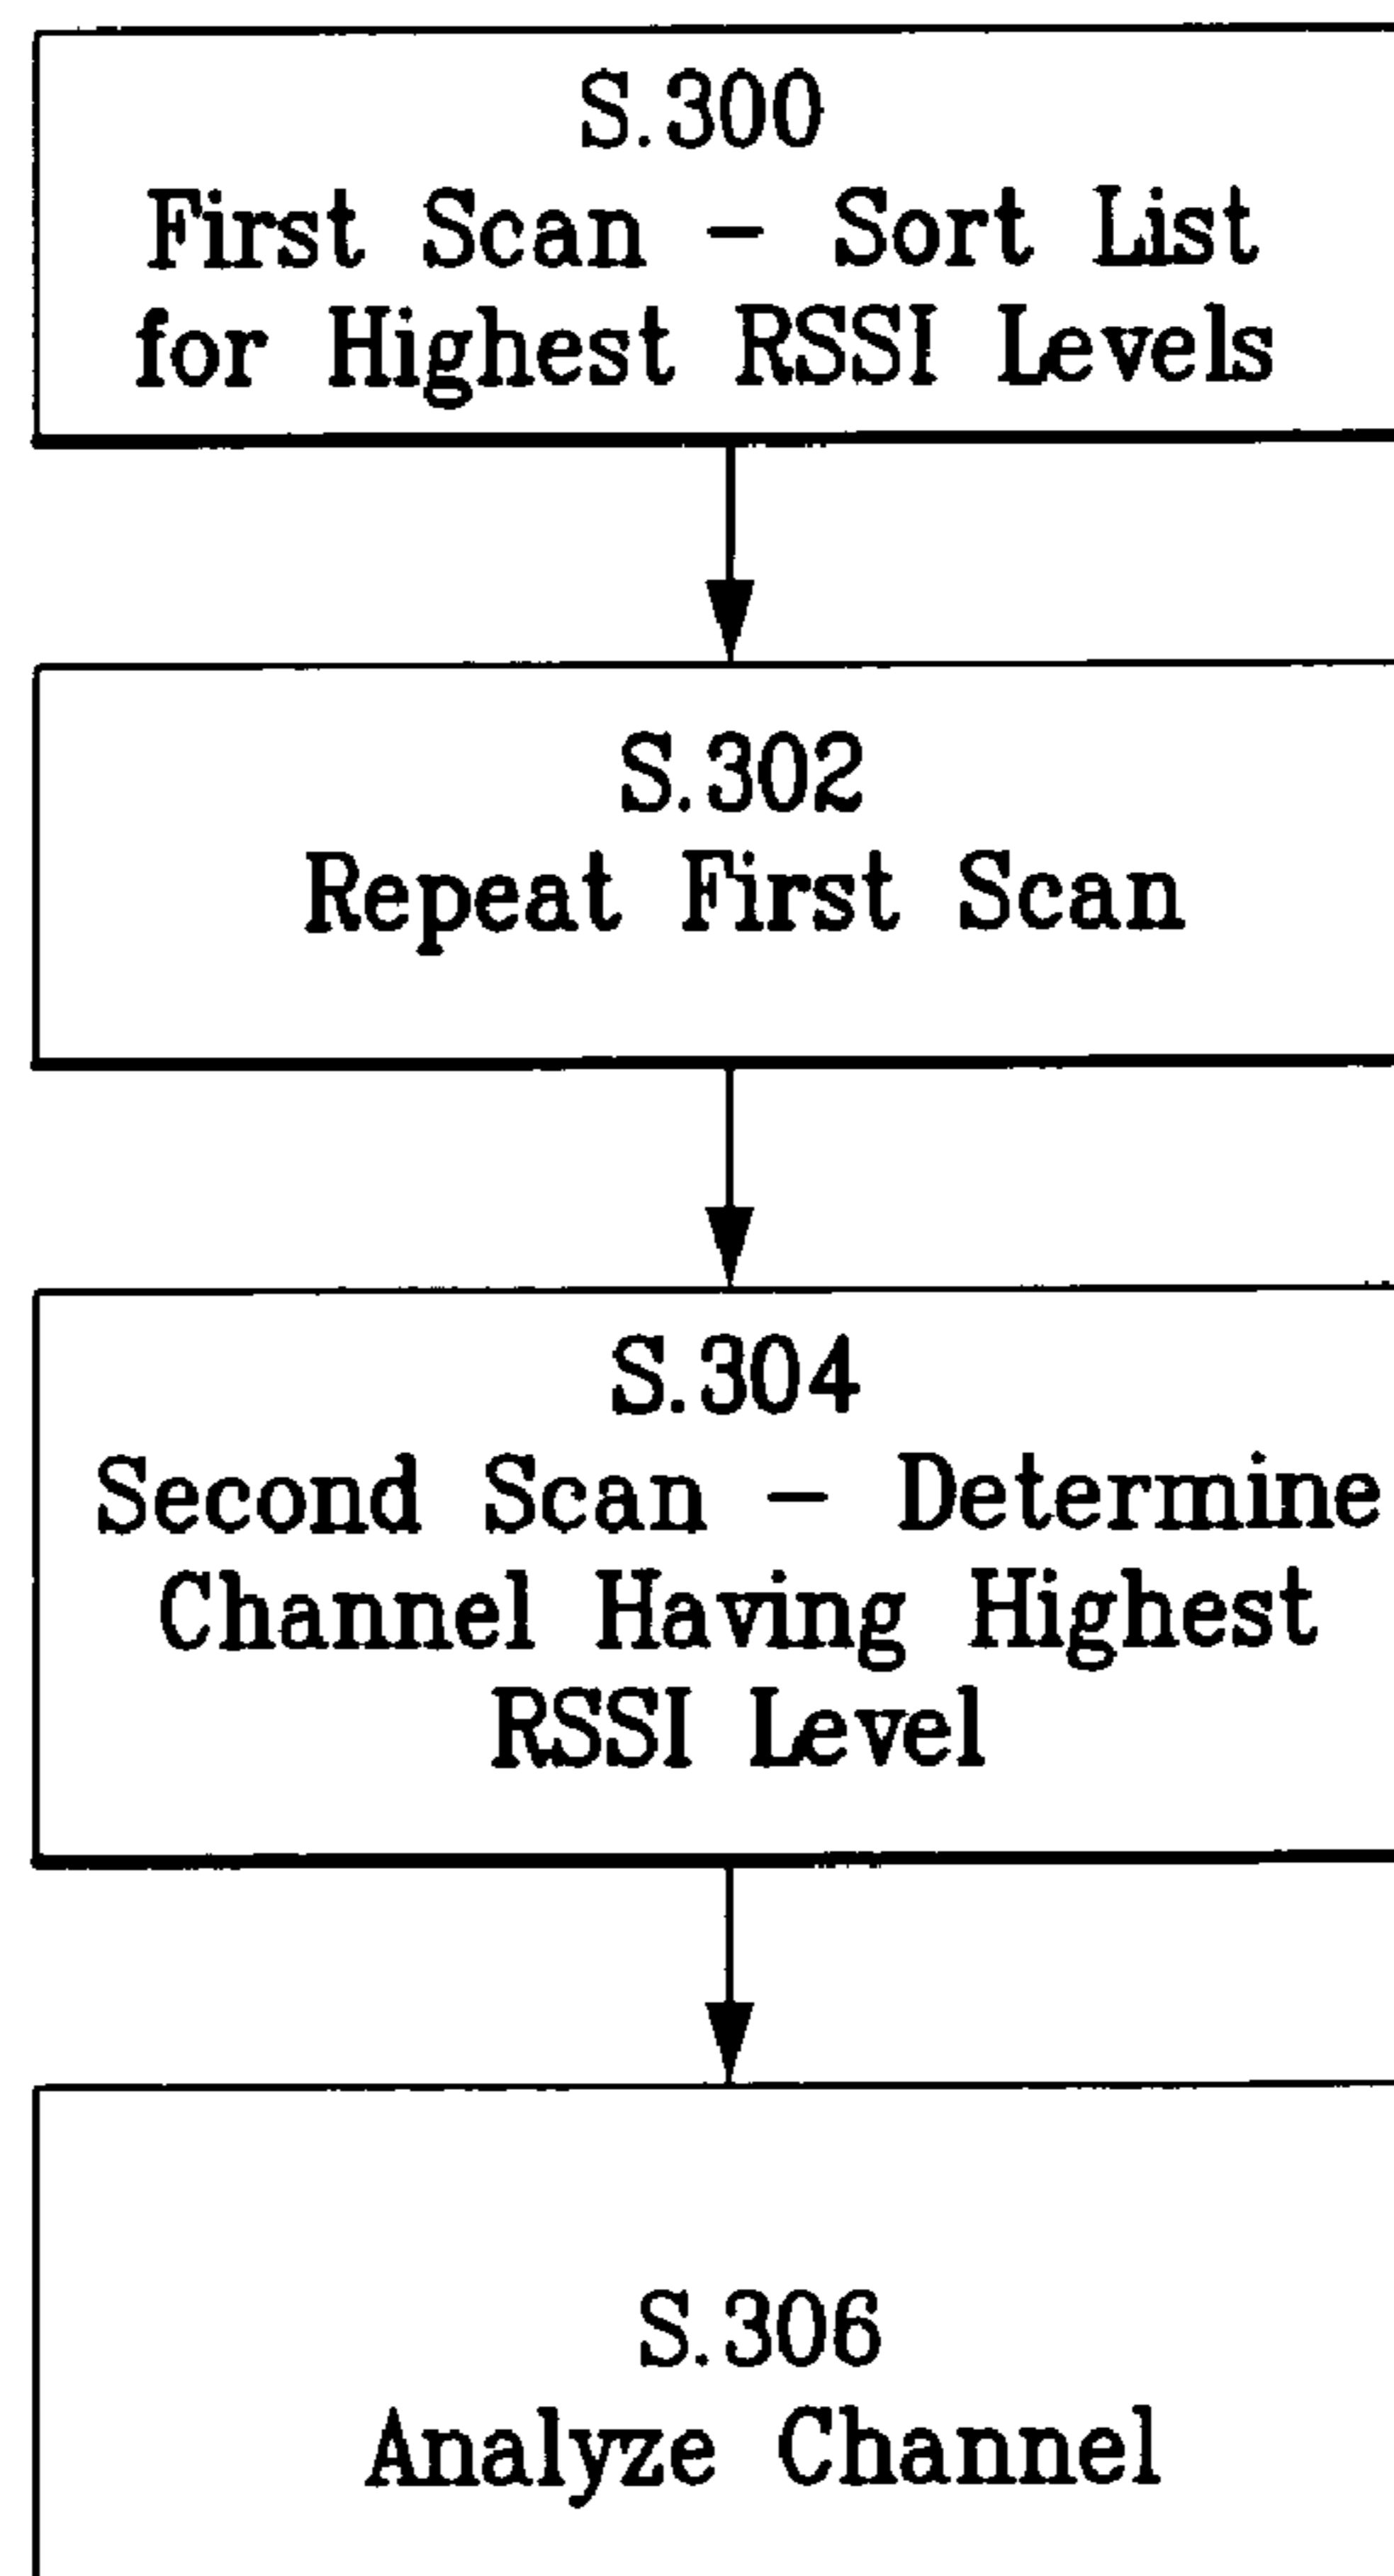 S.300
First Scan – Sort List
for Highest RSSI Levels
S.302
Repeat First Scan
S.304
Second Scan – Determine
Channel Having Highest
RSSI Level
S.306
Analyze Channel